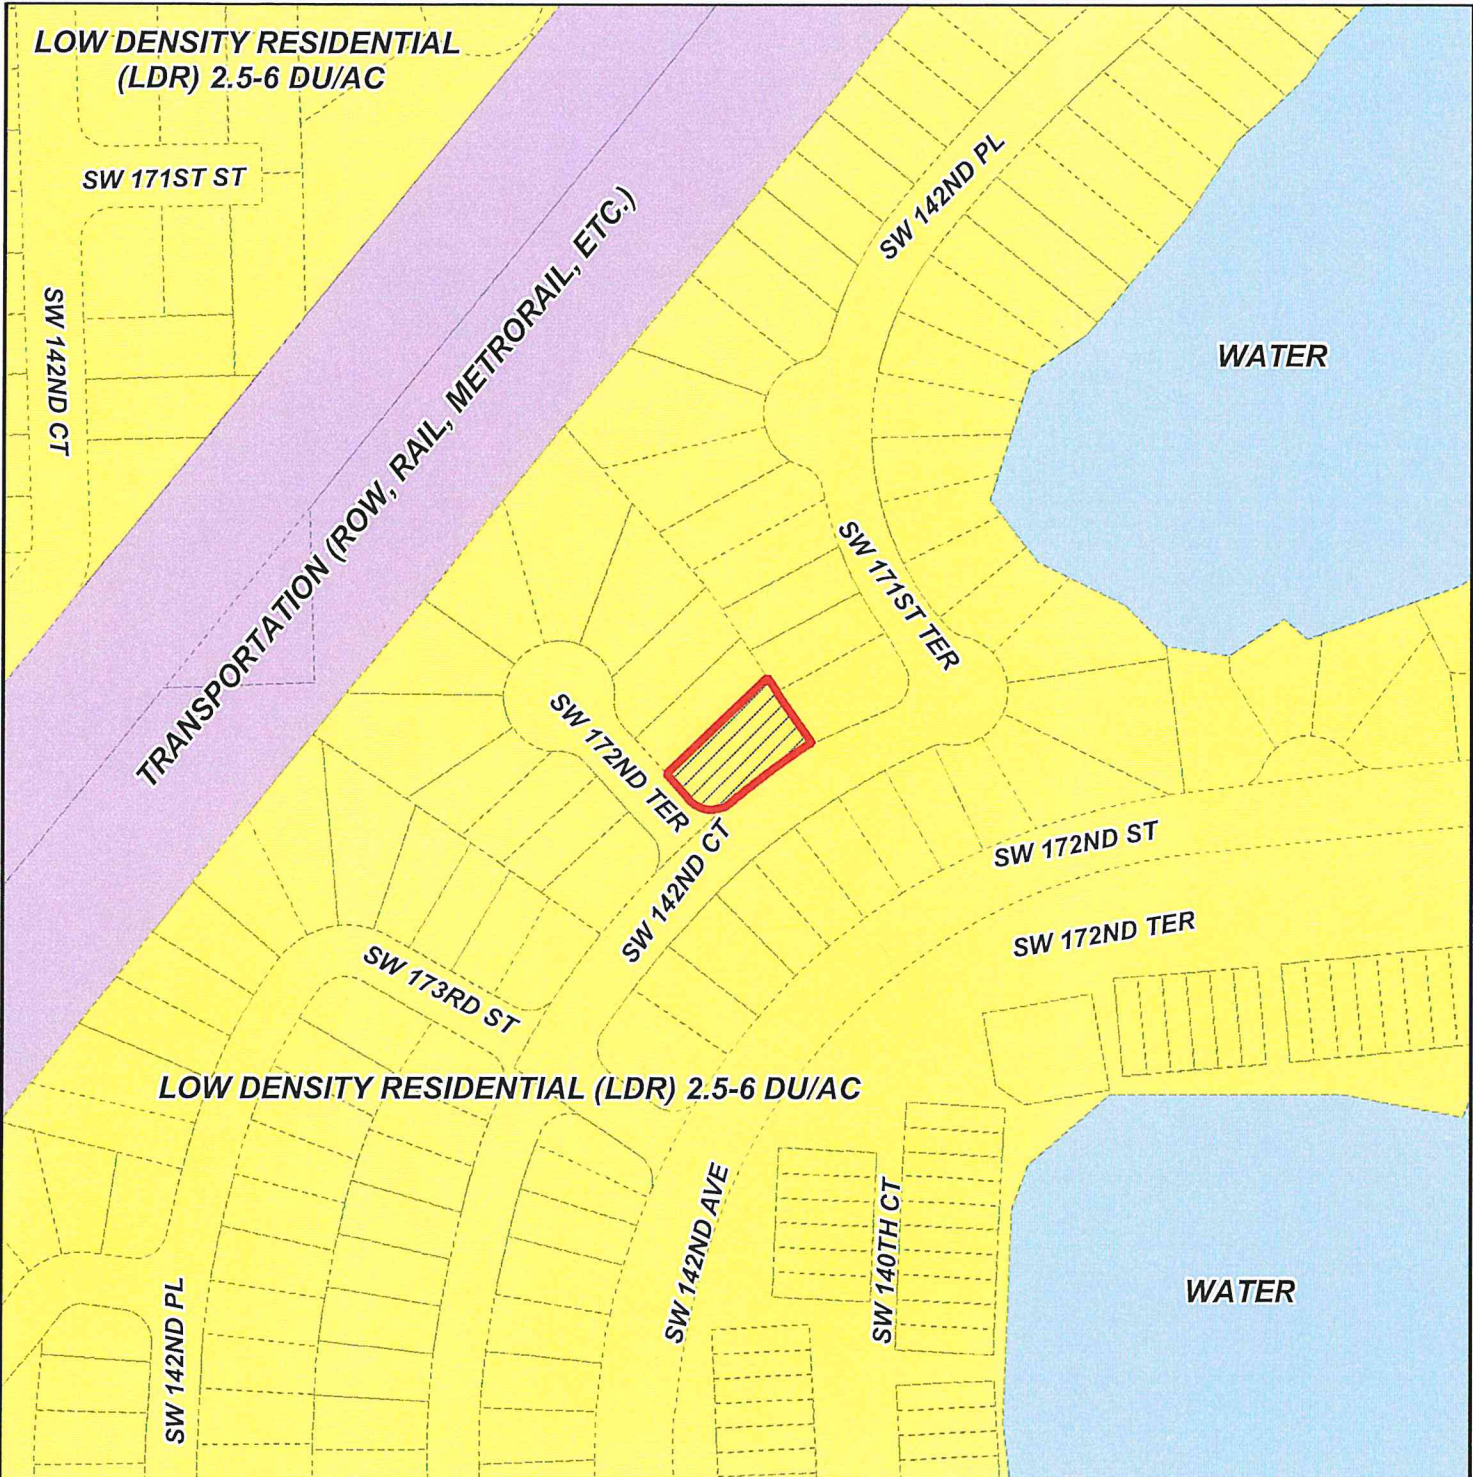 LOW DENSITY RESIDENTIAL
(LDR) 2.5-6 DU/AC
SW 171ST ST
SW 142ND PL
SW 142ND CT
TRANSPORTATION (ROW, RAIL, METRORAIL, ETC.)
WATER
SW 171ST TER
SW 172ND TER
SW 142ND CT
SW 172ND ST
SW 172ND TER
SW 173RD ST
LOW DENSITY RESIDENTIAL (LDR) 2.5-6 DU/AC
SW 142ND AVE
SW 140TH CT
WATER
SW 142ND PL